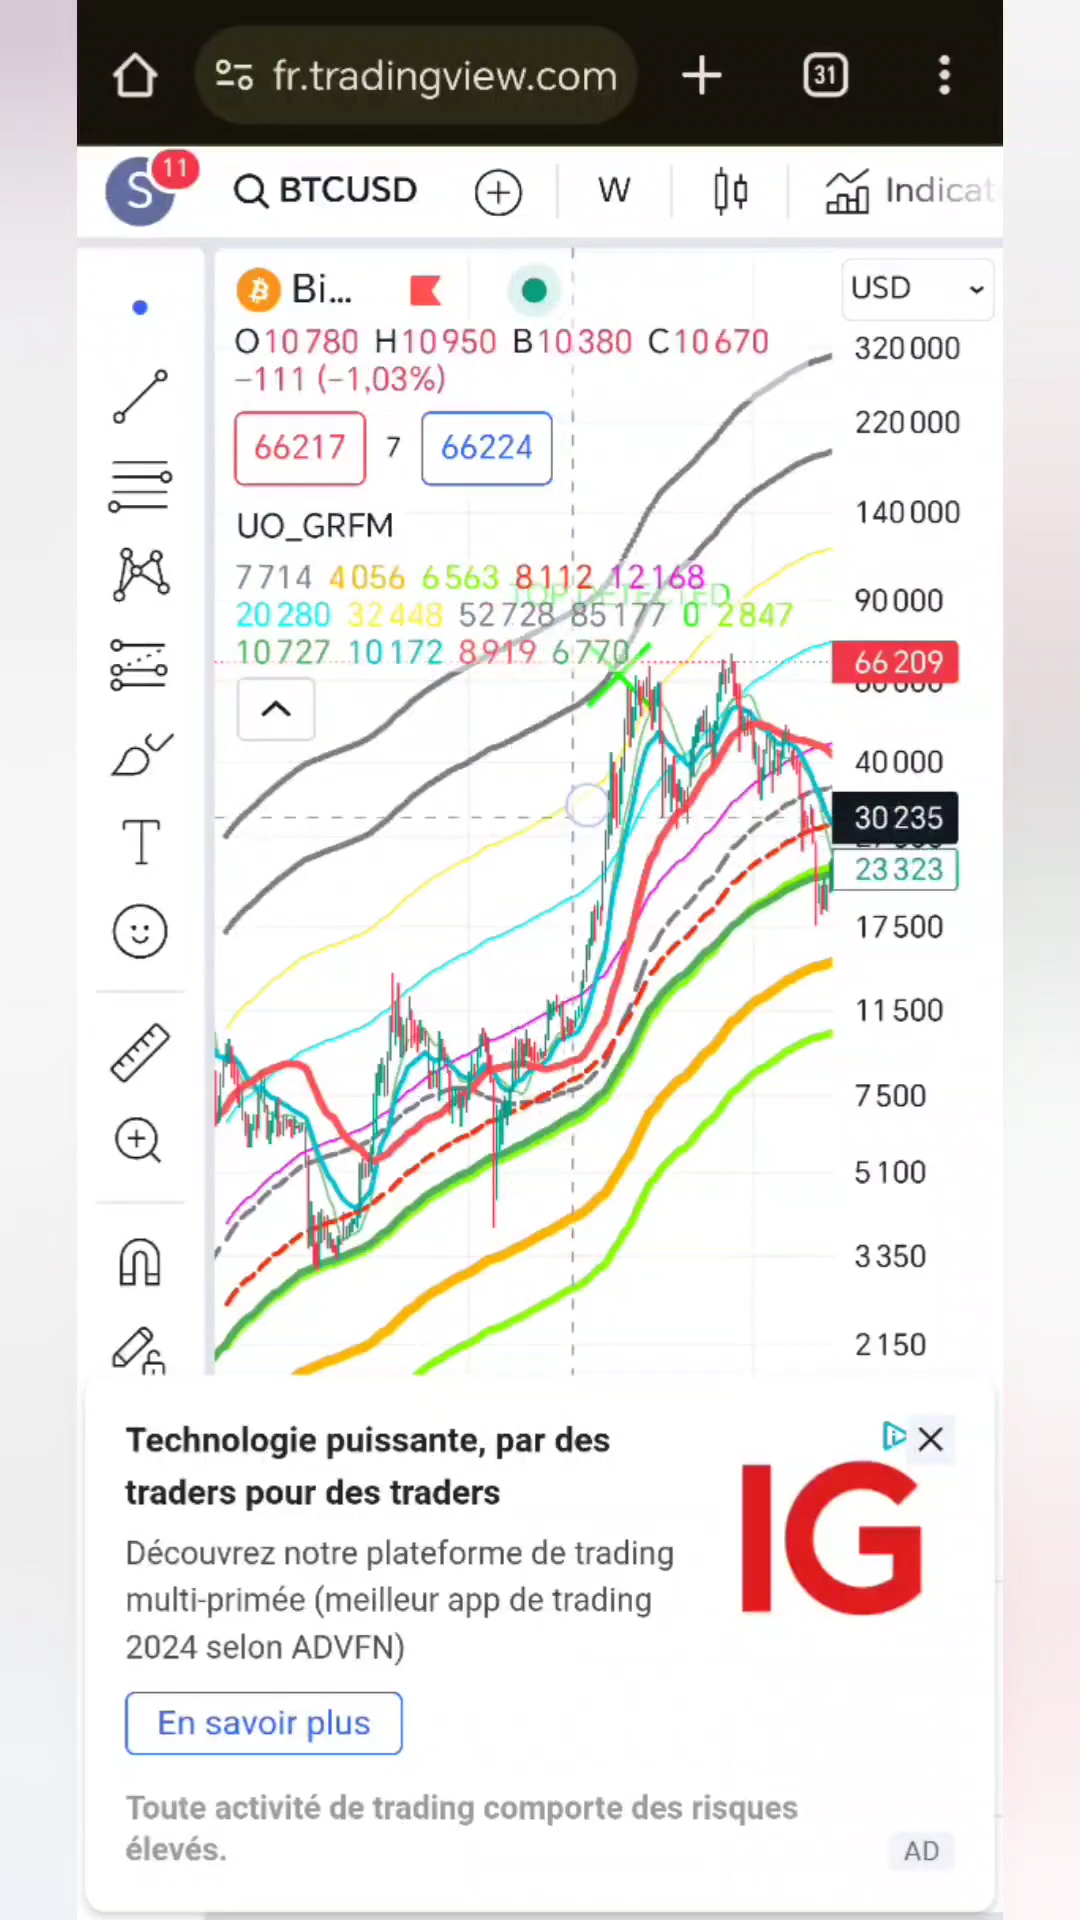 fr.tradingview.com
31
S
11
BTCUSD
W
Indicat
Bi...
USD
O10780 H10950 B10380 C10670
−111 (−1,03%)
66217
7
66224
UO_GRFM
7714 4056 6563 8112 12168
TOP DETECTED
20280 32448 52728 85177 0 2847
10727 10172 8919 6770
320000
220000
140000
90000
66209
60000
40000
30235
23323
17500
11500
7500
5100
3350
2150
Technologie puissante, par des
traders pour des traders
IG
Découvrez notre plateforme de trading
multi-primée (meilleur app de trading
2024 selon ADVFN)
En savoir plus
Toute activité de trading comporte des risques
élevés.
AD